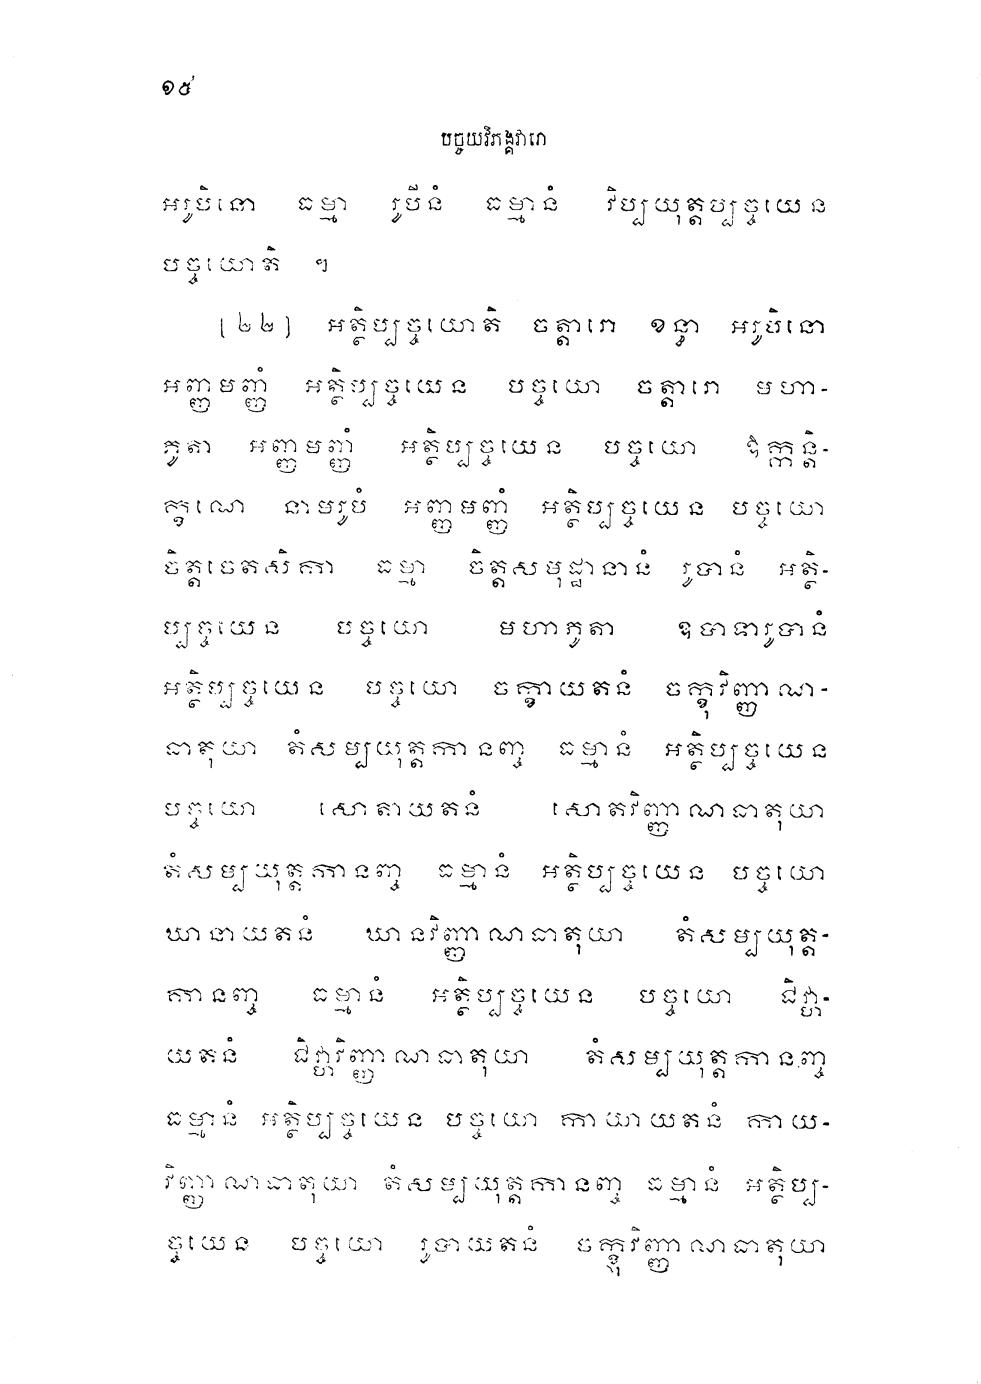 ១៥
បច្ចយវិភង្គវារោ
អរូបិនោ ធម្មា រូបីនំ ធម្មានំ វិប្បយុត្តប្បច្ចយេន
បច្ចយោតិ ។
[២២] អត្ថិប្បច្ចយោតិ ចត្តារោ ខន្ធា អរូបិនោ
អញ្ញមញ្ញំ អត្ថិប្បច្ចយេន បច្ចយោ ចត្តារោ មហា-
ភូតា អញ្ញមញ្ញំ អត្ថិប្បច្ចយេន បច្ចយោ ឱក្កន្តិ-
ក្ខណោ នាមរូបំ អញ្ញមញ្ញំ អត្ថិប្បច្ចយេន បច្ចយោ
ចិត្តចេតសិកា ធម្មា ចិត្តសមុដ្ឋានានំ រូបានំ អត្ថិ-
ប្បច្ចយេន បច្ចយោ មហាភូតា ឧបាទារូបានំ
អត្ថិប្បច្ចយេន បច្ចយោ ចក្ខាយតនំ ចក្ខុវិញ្ញាណ-
ធាតុយា តំសម្បយុត្តកានញ្ច ធម្មានំ អត្ថិប្បច្ចយេន
បច្ចយោ សោតាយតនំ សោតវិញ្ញាណធាតុយា
តំសម្បយុត្តកានញ្ច ធម្មានំ អត្ថិប្បច្ចយេន បច្ចយោ
ឃានាយតនំ ឃានវិញ្ញាណធាតុយា តំសម្បយុត្ត-
កានញ្ច ធម្មានំ អត្ថិប្បច្ចយេន បច្ចយោ ជិវ្ហា-
យតនំ ជិវ្ហាវិញ្ញាណធាតុយា តំសម្បយុត្តកានញ្ច
ធម្មានំ អត្ថិប្បច្ចយេន បច្ចយោ កាយាយតនំ កាយ-
វិញ្ញាណធាតុយា តំសម្បយុត្តកានញ្ច ធម្មានំ អត្ថិប្ប-
ច្ចយេន បច្ចយោ រូបាយតនំ ចក្ខុវិញ្ញាណធាតុយា